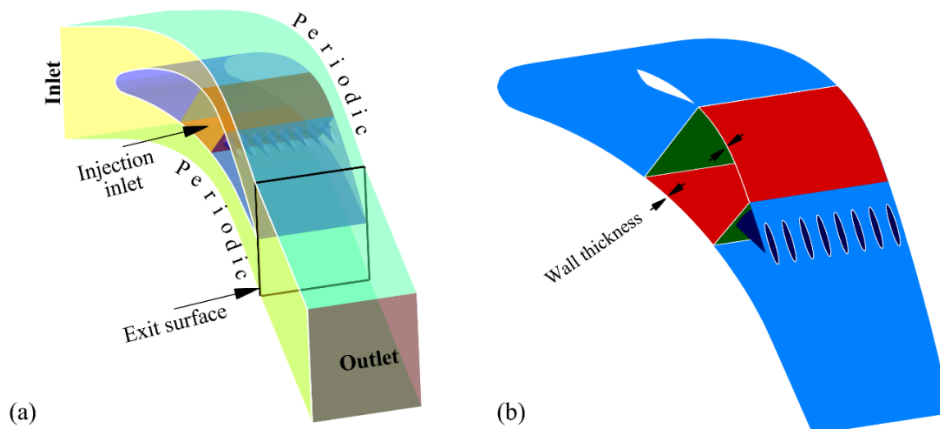 Periodic
Inlet
Injection
inlet
Periodic
Exit surface
Outlet
(a)
Wall thickness
(b)